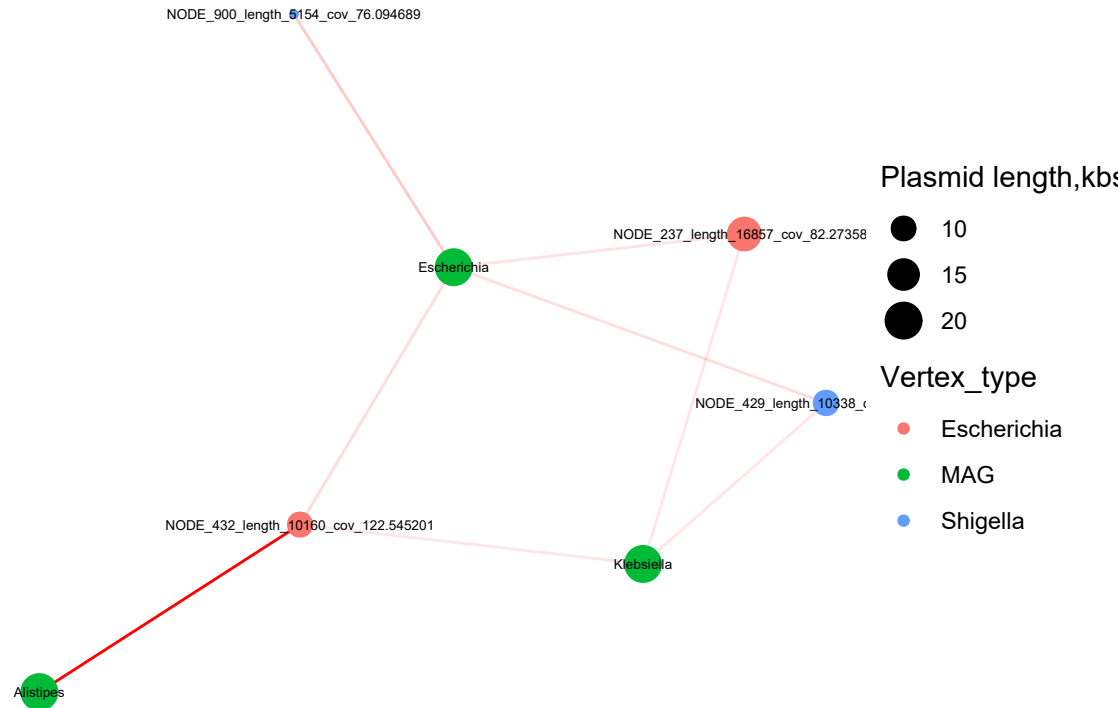 NODE_900_length_5154_cov_76.094689
NODE_237_length_16857_cov_82.27358
Escherichia
NODE_429_length_10338_c
NODE_432_length_10160_cov_122.545201
Klebsiella
Alistipes
Plasmid length,kbs
10
15
20
Vertex_type
Escherichia
MAG
Shigella